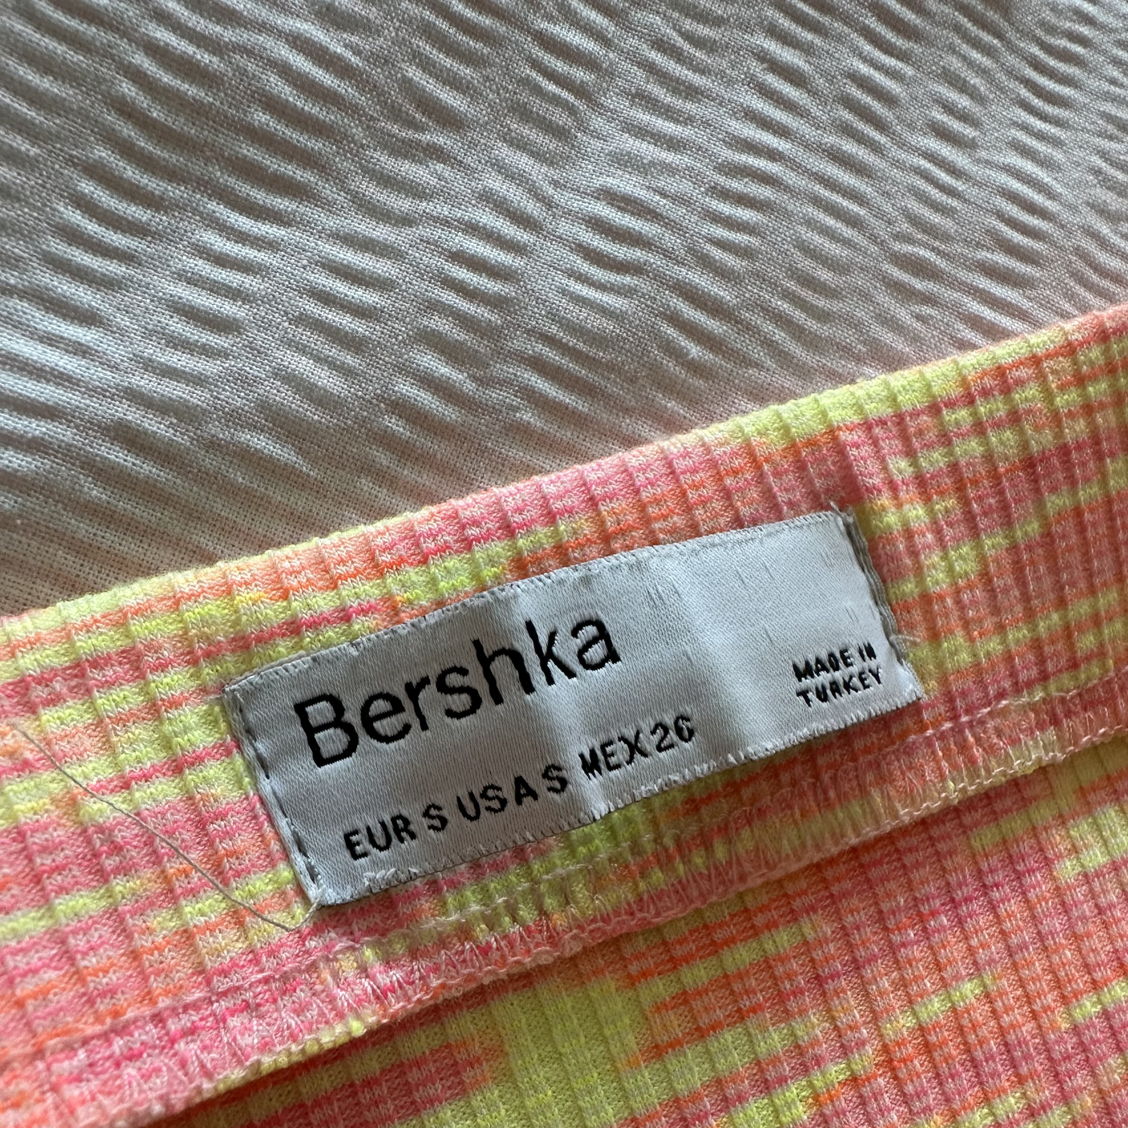 Bershka
EUR S USA S MEX 26
MADE IN
TURKEY